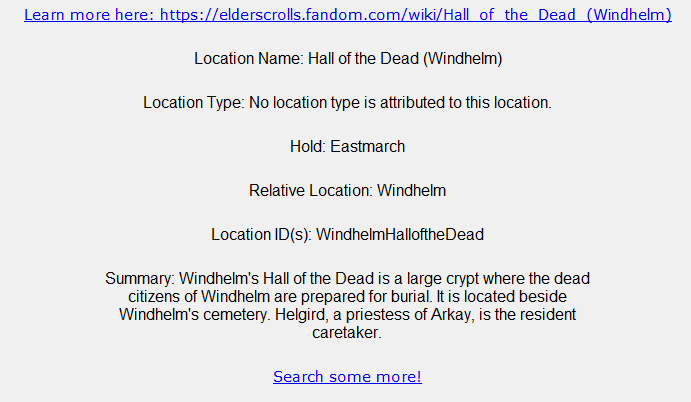 Learn more here: https://elderscrolls.fandom.com/wiki/Hall_of_the_Dead_(Windhelm)
Location Name: Hall of the Dead (Windhelm)
Location Type: No location type is attributed to this location.
Hold: Eastmarch
Relative Location: Windhelm
Location ID(s): WindhelmHalloftheDead
Summary: Windhelm's Hall of the Dead is a large crypt where the dead
citizens of Windhelm are prepared for burial. It is located beside
Windhelm's cemetery. Helgird, a priestess of Arkay, is the resident
caretaker.
Search some more!